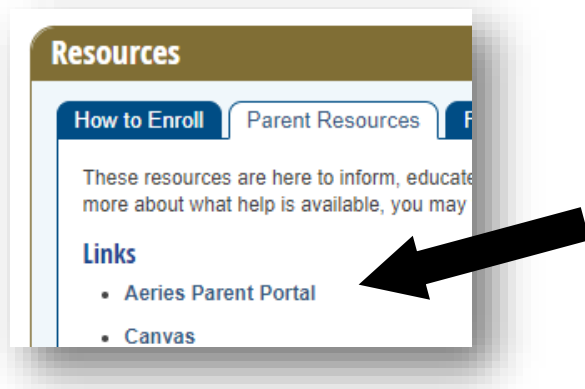 Resources
How to Enroll Parent Resources
These resources are here to inform, educate
more about what help is available, you may
Links
• Aeries Parent Portal
• Canvas